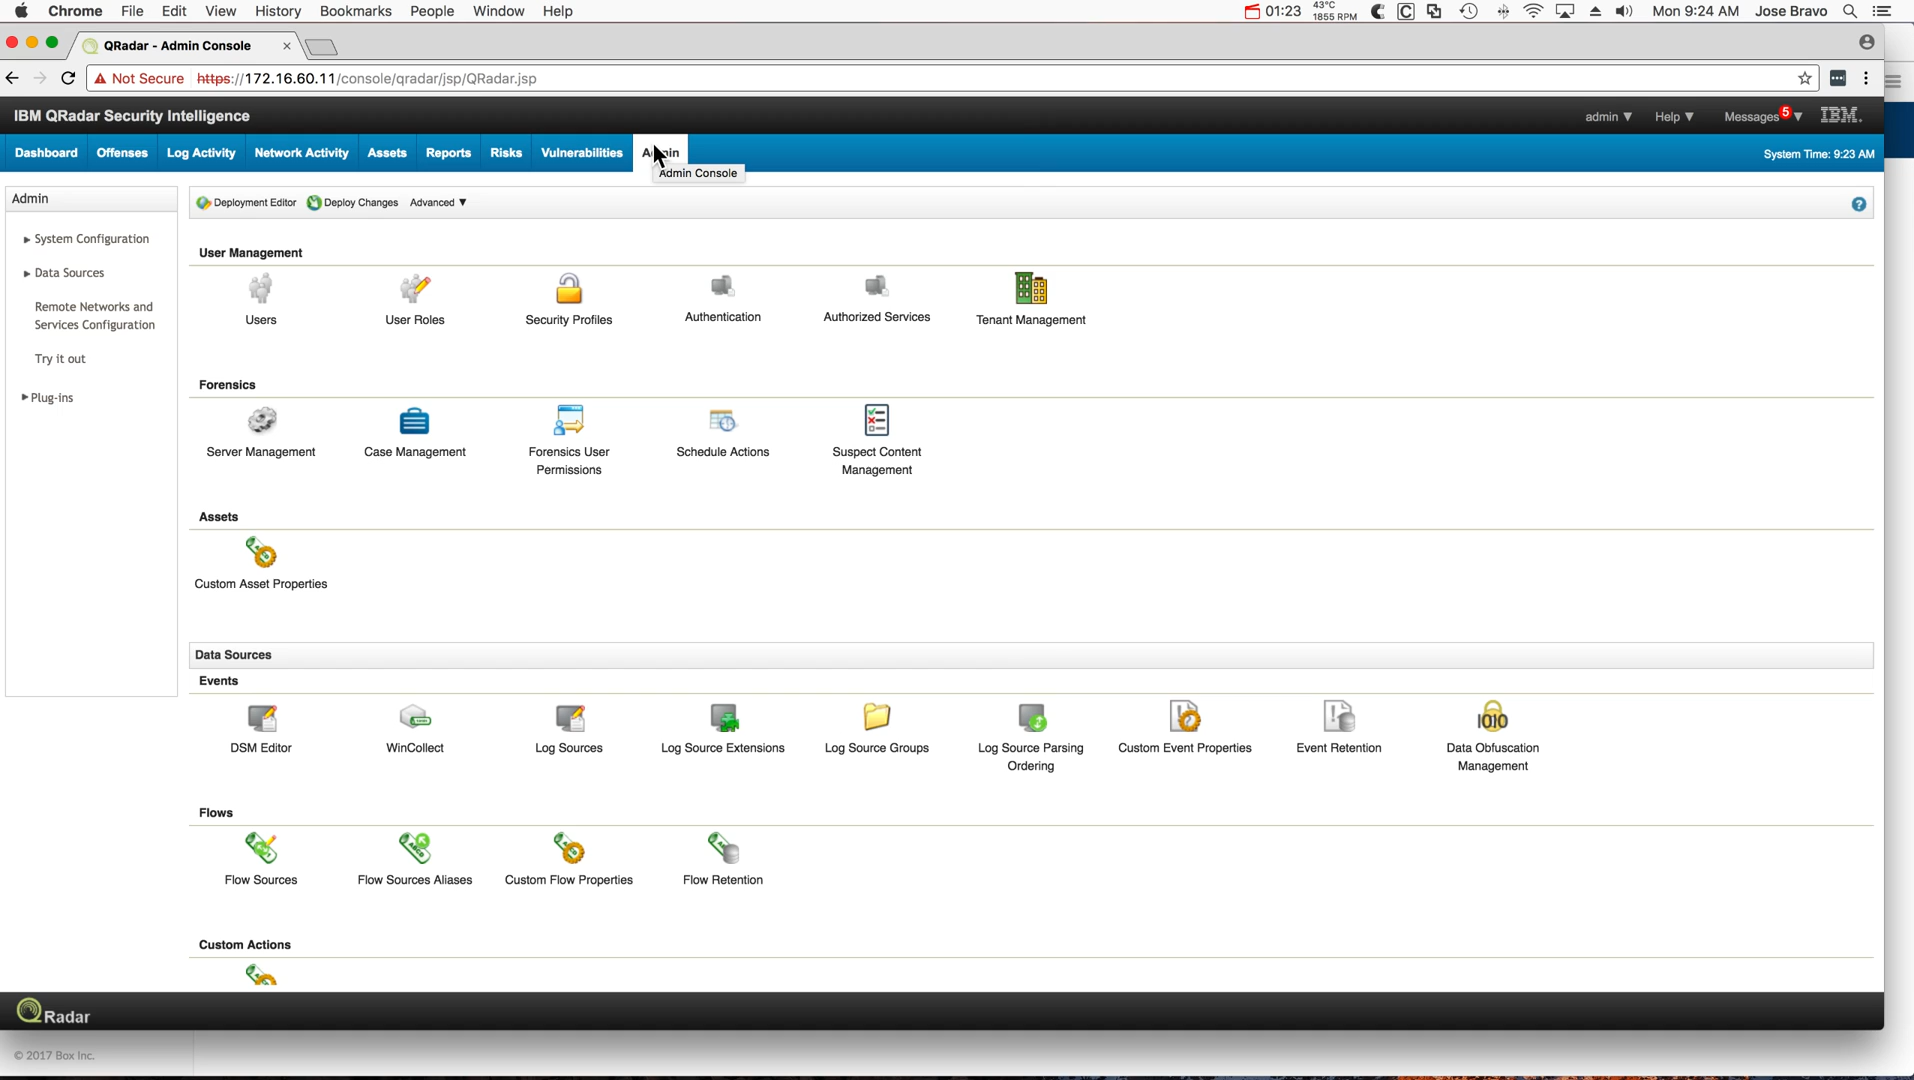 Chrome File Edit View History Bookmarks People Window Help 01:23 43°C 1855 RPM Mon 9:24 AM Jose Bravo
QRadar - Admin Console
Not Secure https://172.16.60.11/console/qradar/jsp/QRadar.jsp
IBM QRadar Security Intelligence admin ▼ Help ▼ Messages 5 ▼ IBM.
Dashboard Offenses Log Activity Network Activity Assets Reports Risks Vulnerabilities Admin System Time: 9:23 AM
Admin Console
Admin
System Configuration
Data Sources
Remote Networks and
Services Configuration
Try it out
Plug-ins
Deployment Editor Deploy Changes Advanced ▼ ?
User Management
Users User Roles Security Profiles Authentication Authorized Services Tenant Management
Forensics
Server Management Case Management Forensics User Schedule Actions Suspect Content
Permissions Management
Assets
Custom Asset Properties
Data Sources
Events
DSM Editor WinCollect Log Sources Log Source Extensions Log Source Groups Log Source Parsing Custom Event Properties Event Retention Data Obfuscation
Ordering Management
Flows
Flow Sources Flow Sources Aliases Custom Flow Properties Flow Retention
Custom Actions
QRadar
© 2017 Box Inc.